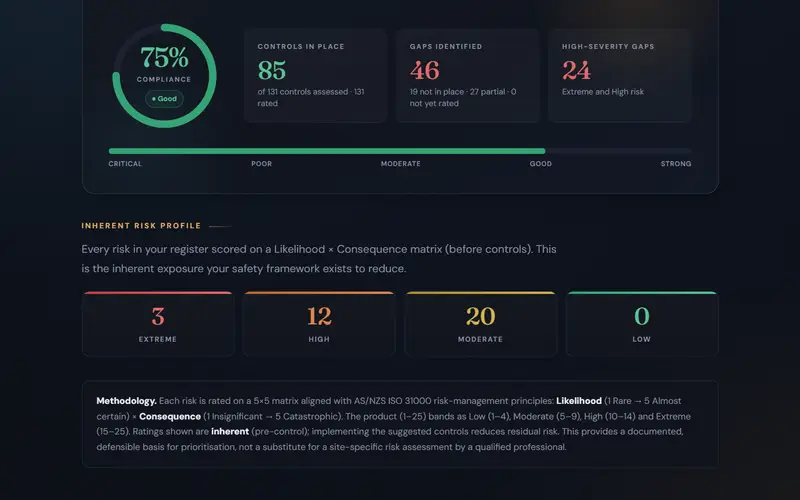 75%
COMPLIANCE
Good
CONTROLS IN PLACE
85
of 131 controls assessed · 131
rated
GAPS IDENTIFIED
46
19 not in place · 27 partial · 0
not yet rated
HIGH-SEVERITY GAPS
24
Extreme and High risk
CRITICAL POOR MODERATE GOOD STRONG
INHERENT RISK PROFILE
Every risk in your register scored on a Likelihood × Consequence matrix (before controls). This
is the inherent exposure your safety framework exists to reduce.
3
EXTREME
12
HIGH
20
MODERATE
0
LOW
Methodology. Each risk is rated on a 5×5 matrix aligned with AS/NZS ISO 31000 risk-management principles: Likelihood (1 Rare → 5 Almost
certain) × Consequence (1 Insignificant → 5 Catastrophic). The product (1–25) bands as Low (1–4), Moderate (5–9), High (10–14) and Extreme
(15–25). Ratings shown are inherent (pre-control); implementing the suggested controls reduces residual risk. This provides a documented,
defensible basis for prioritisation, not a substitute for a site-specific risk assessment by a qualified professional.